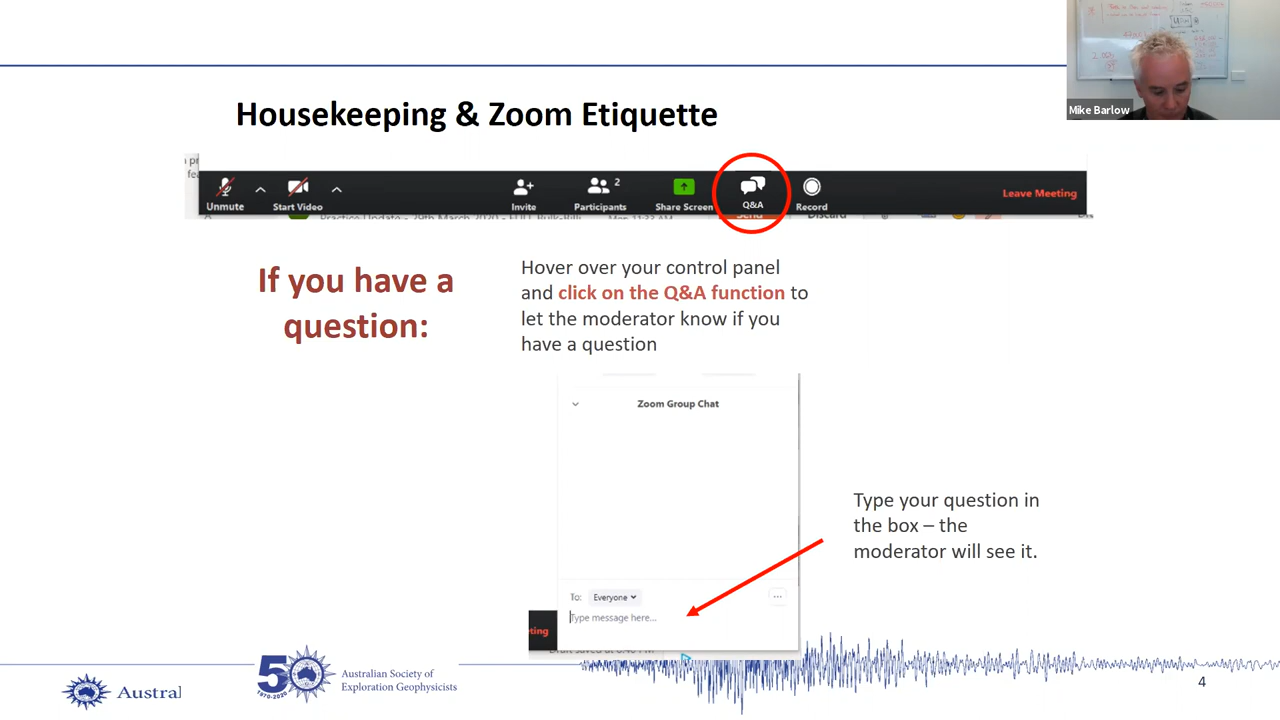 Mike Barlow
Housekeeping & Zoom Etiquette
Unmute
Start Video
Invite
Participants
2
Share Screen
Q&A
Record
Leave Meeting
If you have a
question:
Hover over your control panel
and click on the Q&A function to
let the moderator know if you
have a question
Zoom Group Chat
Type your question in
the box – the
moderator will see it.
To: Everyone
Type message here...
50
1970-2020
Australian Society of
Exploration Geophysicists
Austral
4